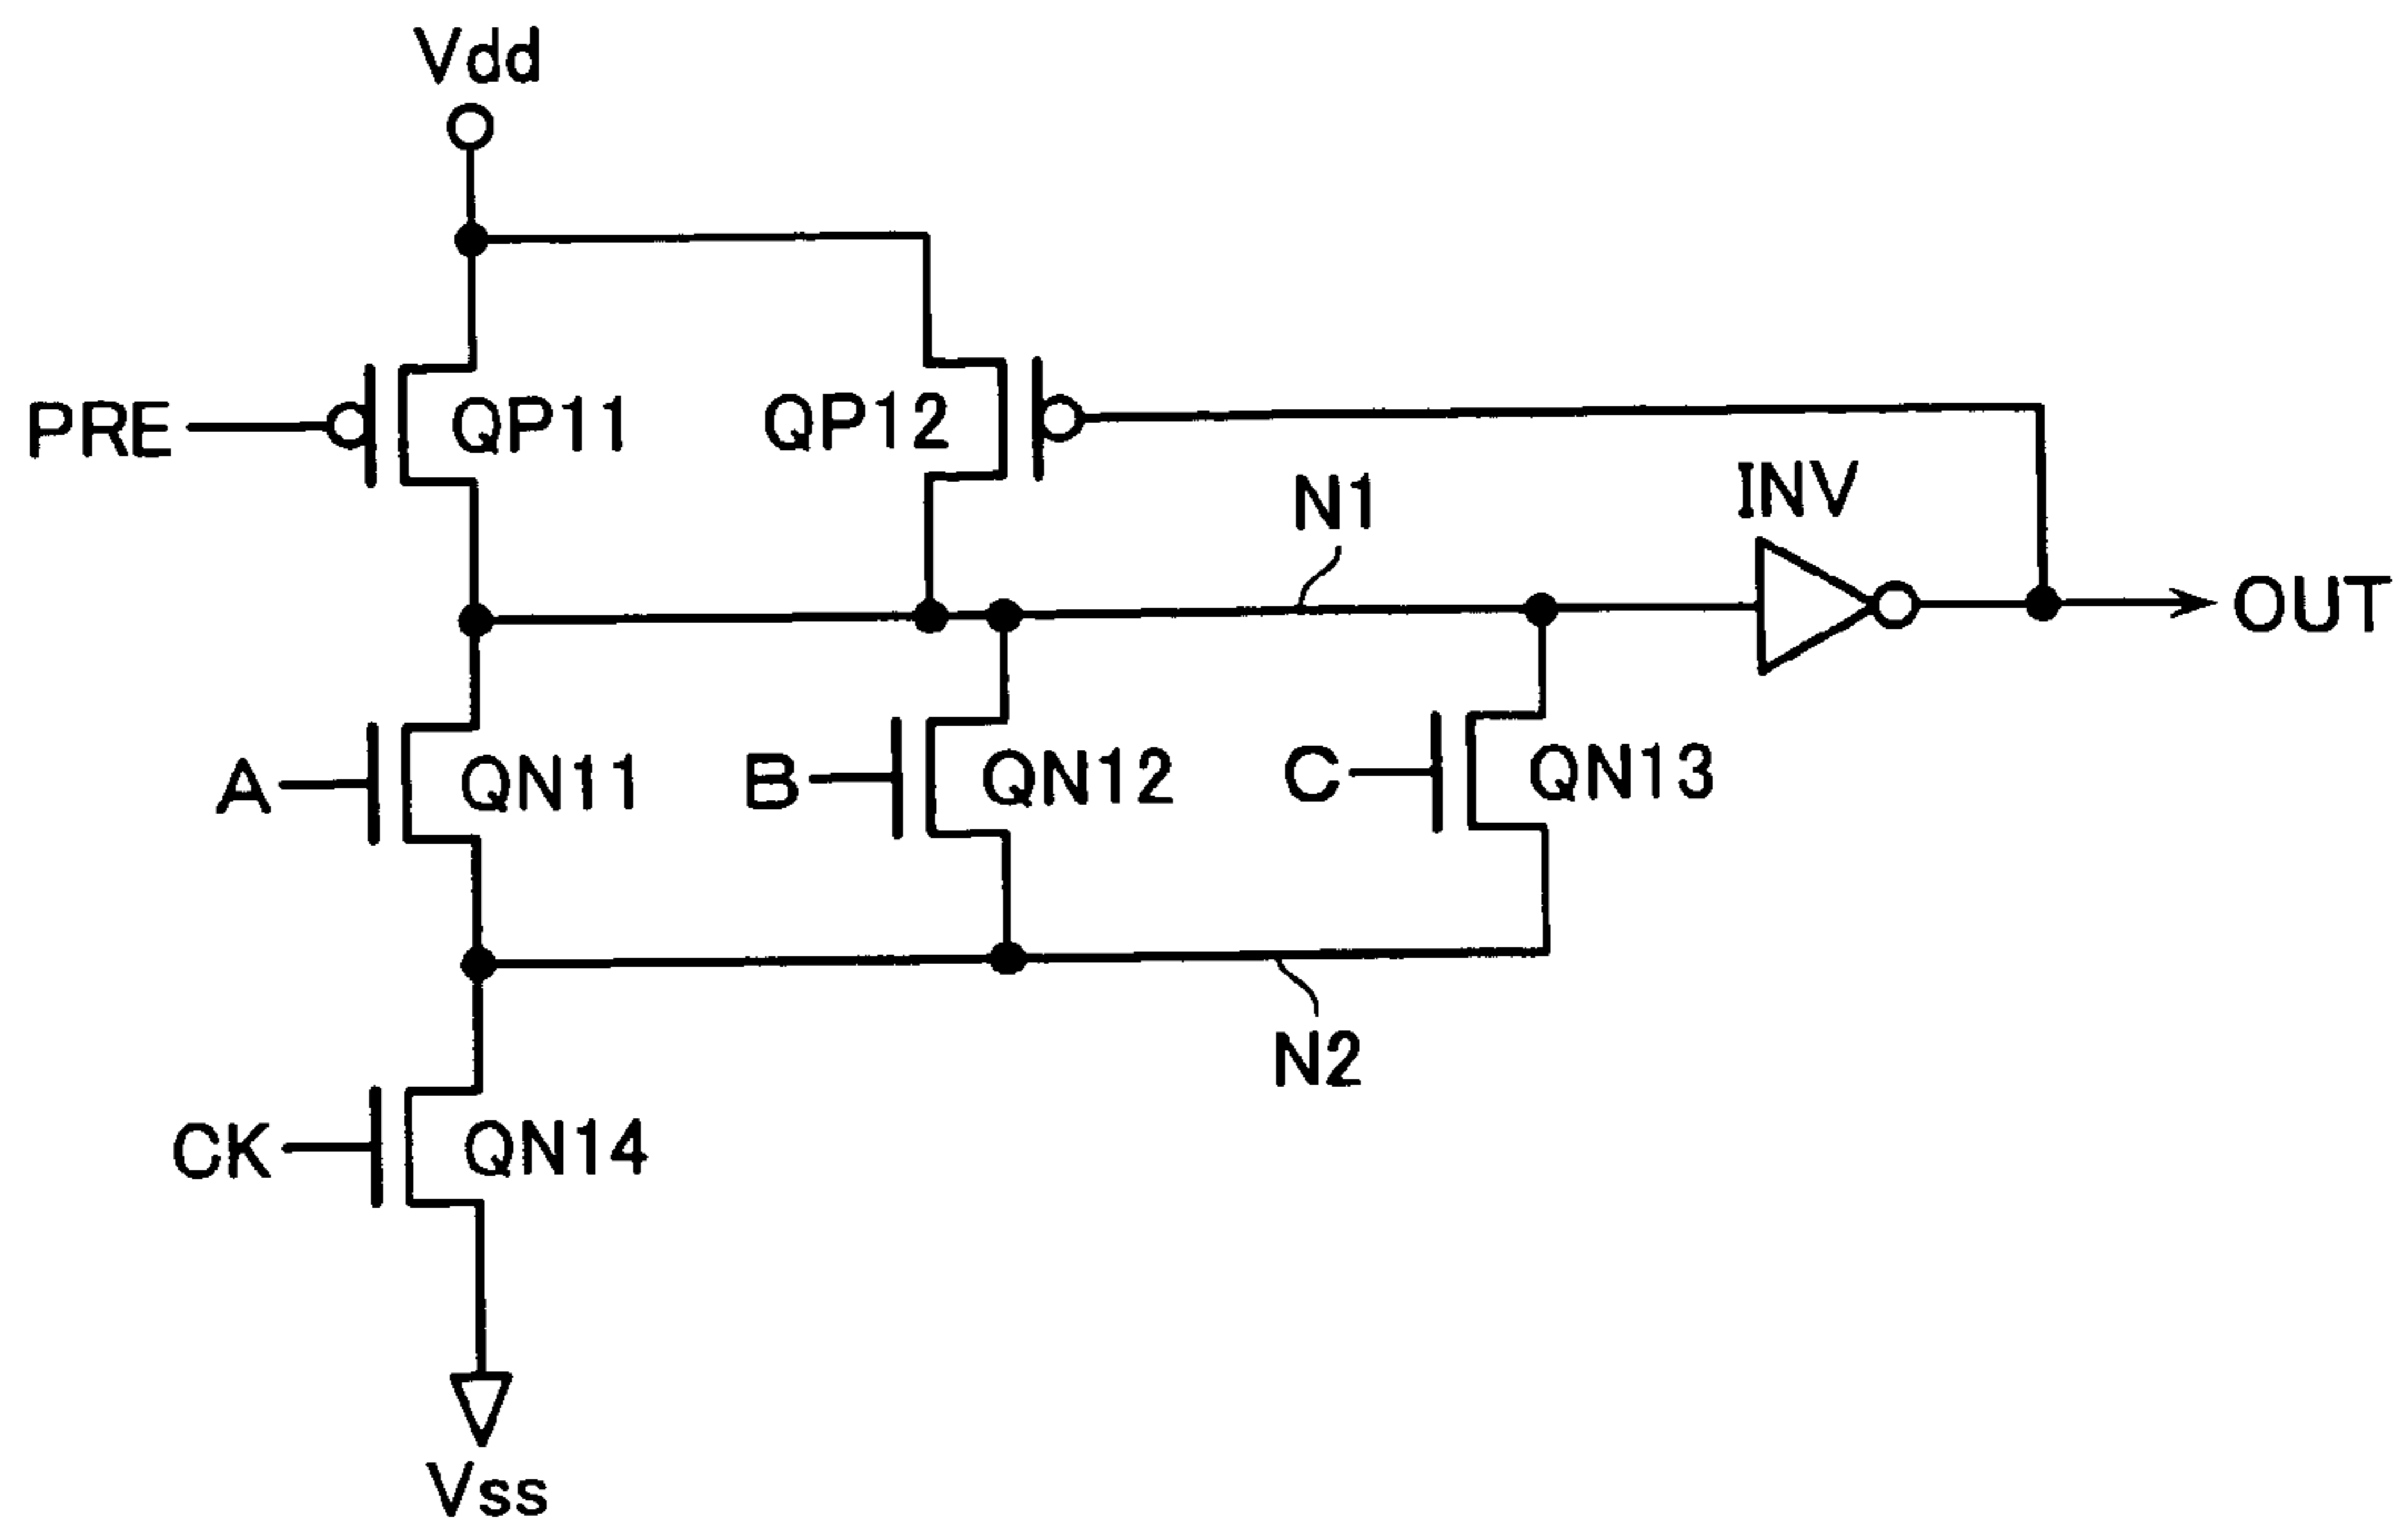 Vdd
PRE
QP11
QP12
N1
INV
OUT
A
QN11
B
QN12
C
QN13
N2
CK
QN14
Vss